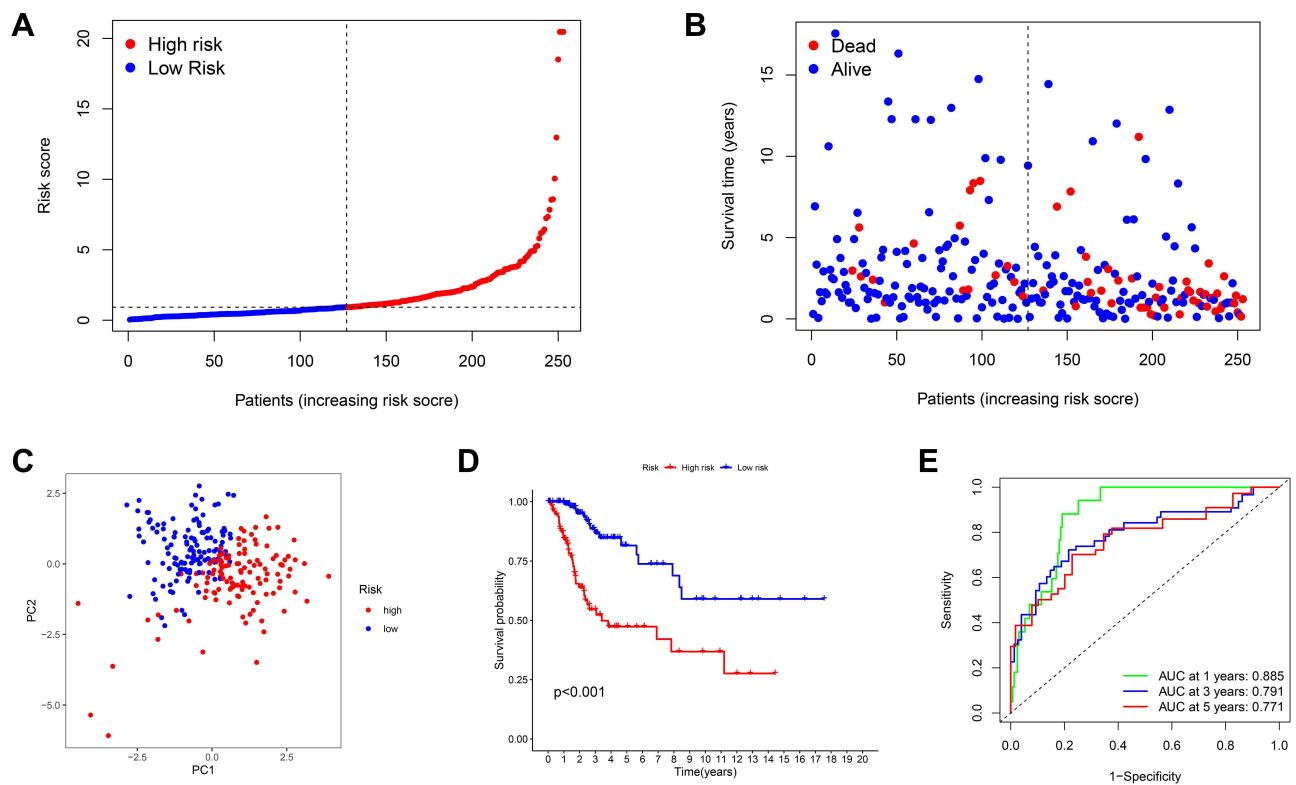 A
High risk
Low Risk
Risk score
0
5
10
15
20
0
50
100
150
200
250
Patients (increasing risk socre)
B
Dead
Alive
Survival time (years)
0
5
10
15
0
50
100
150
200
250
Patients (increasing risk socre)
C
PC2
2.5
0.0
−2.5
−5.0
−2.5
0.0
2.5
PC1
Risk
high
low
D
Risk High risk Low risk
Survival probability
1.00
0.75
0.50
0.25
0.00
p<0.001
0 1 2 3 4 5 6 7 8 9 10 11 12 13 14 15 16 17 18 19 20
Time(years)
E
Sensitivity
0.0
0.2
0.4
0.6
0.8
1.0
AUC at 1 years: 0.885
AUC at 3 years: 0.791
AUC at 5 years: 0.771
0.0
0.2
0.4
0.6
0.8
1.0
1−Specificity